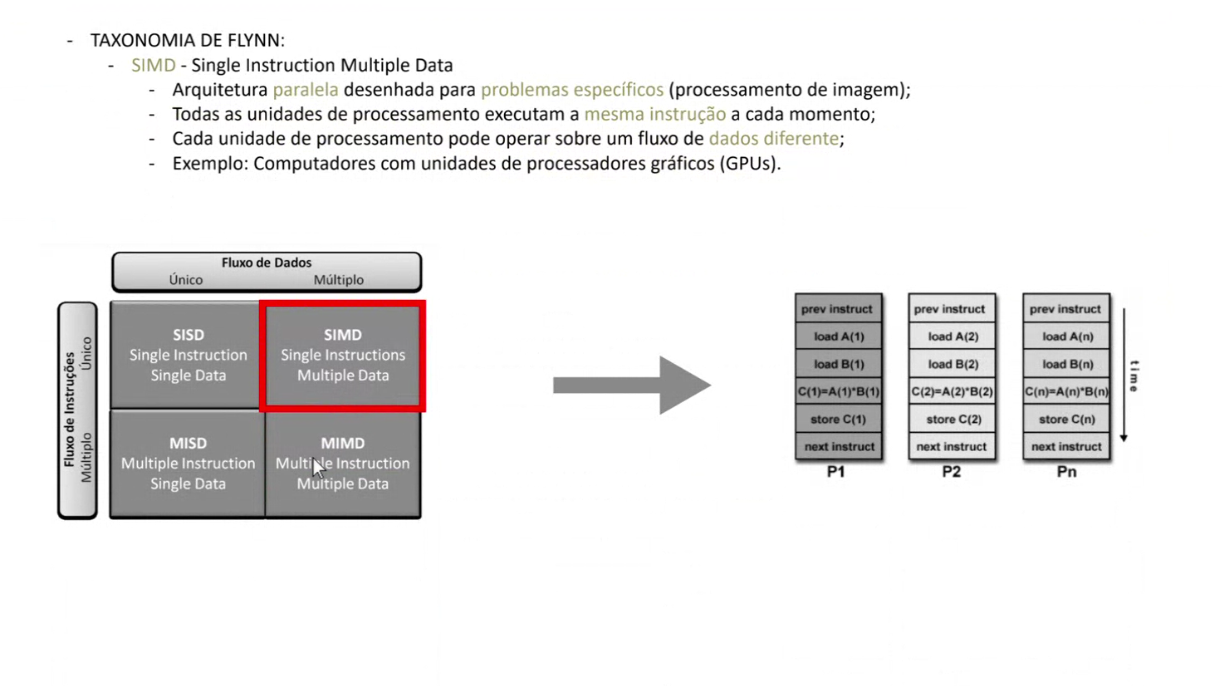 - TAXONOMIA DE FLYNN:
- SIMD - Single Instruction Multiple Data
- Arquitetura paralela desenhada para problemas específicos (processamento de imagem);
- Todas as unidades de processamento executam a mesma instrução a cada momento;
- Cada unidade de processamento pode operar sobre um fluxo de dados diferente;
- Exemplo: Computadores com unidades de processadores gráficos (GPUs).
Fluxo de Dados
Único Múltiplo
Fluxo de Instruções
Único
Múltiplo
SISD
Single Instruction
Single Data
SIMD
Single Instructions
Multiple Data
MISD
Multiple Instruction
Single Data
MIMD
Multiple Instruction
Multiple Data
prev instruct
load A(1)
load B(1)
C(1)=A(1)*B(1)
store C(1)
next instruct
P1
prev instruct
load A(2)
load B(2)
C(2)=A(2)*B(2)
store C(2)
next instruct
P2
prev instruct
load A(n)
load B(n)
C(n)=A(n)*B(n)
store C(n)
next instruct
Pn
time